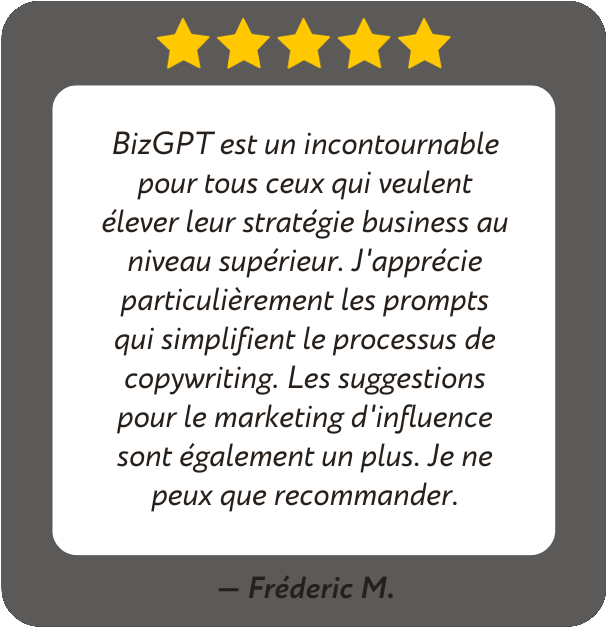 BizGPT est un incontournable
pour tous ceux qui veulent
élever leur stratégie business au
niveau supérieur. J'apprécie
particulièrement les prompts
qui simplifient le processus de
copywriting. Les suggestions
pour le marketing d'influence
sont également un plus. Je ne
peux que recommander.
— Fréderic M.